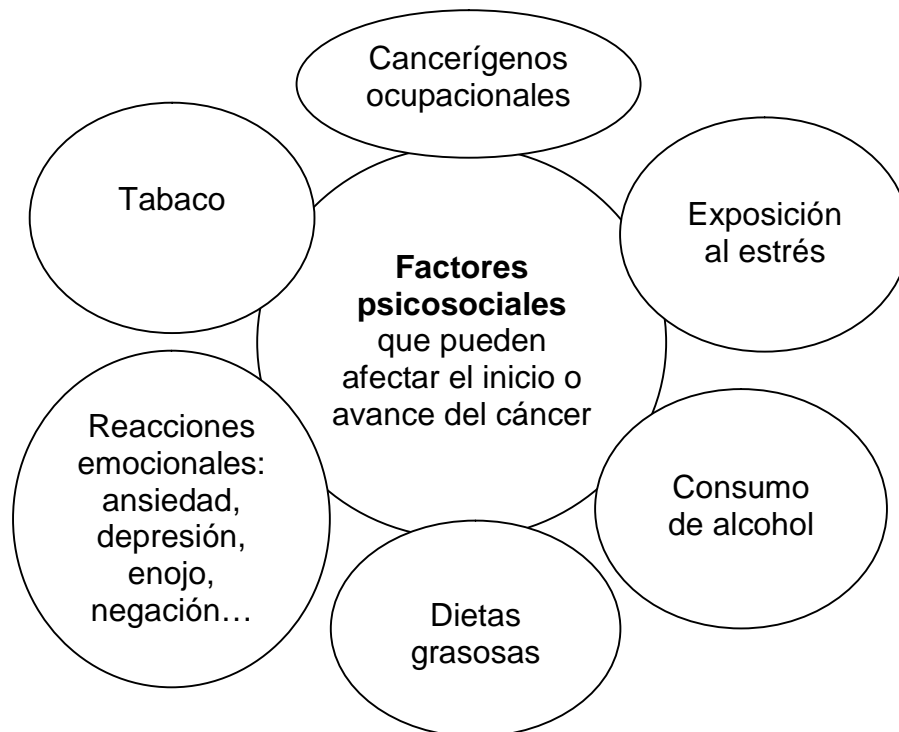 Cancerígenos
ocupacionales
Tabaco
Exposición
al estrés
Factores
psicosociales
que pueden
afectar el inicio o
avance del cáncer
Reacciones
emocionales:
ansiedad,
depresión,
enojo,
negación…
Consumo
de alcohol
Dietas
grasosas